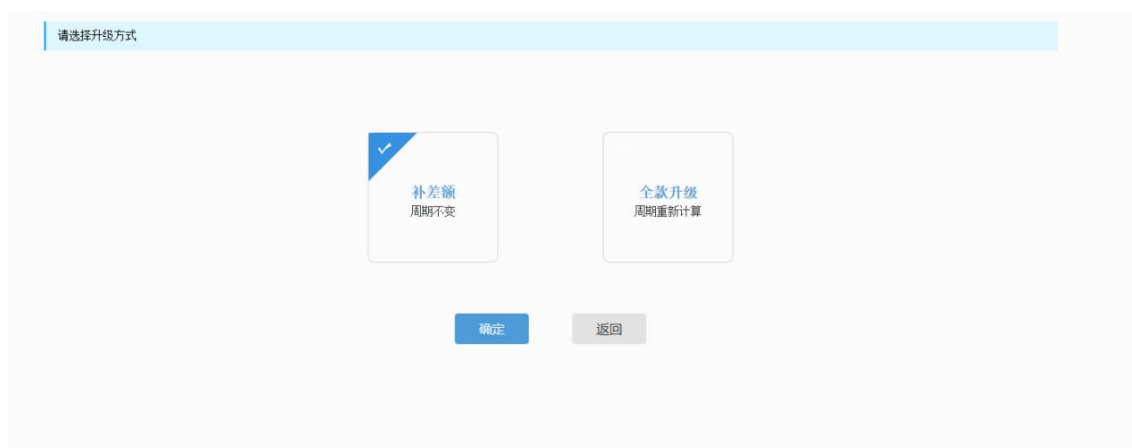 请选择升级方式
补差额
周期不变
全款升级
周期重新计算
确定
返回